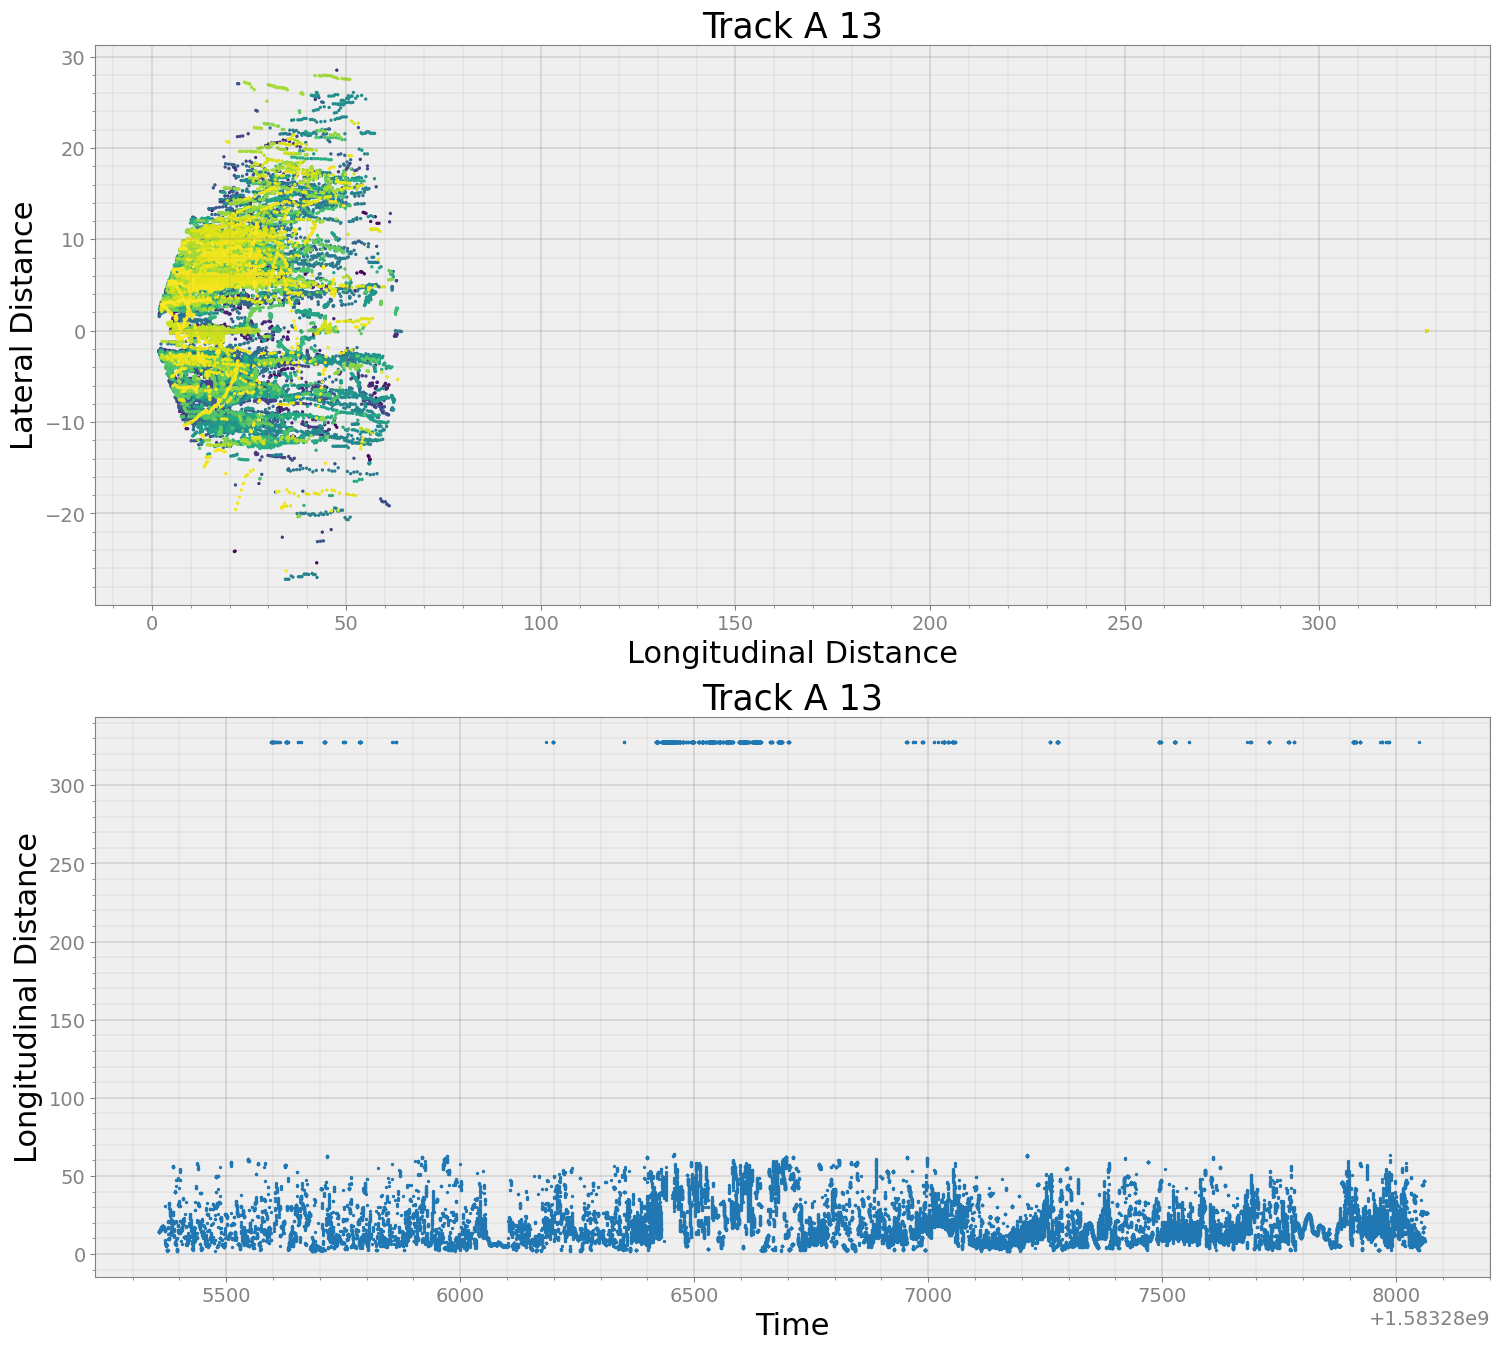 Track A 13
30
20
10
0
−10
−20
Lateral Distance
0 50 100 150 200 250 300
Longitudinal Distance
Track A 13
300
250
200
150
100
50
0
Longitudinal Distance
5500 6000 6500 7000 7500 8000
+1.58328e9
Time